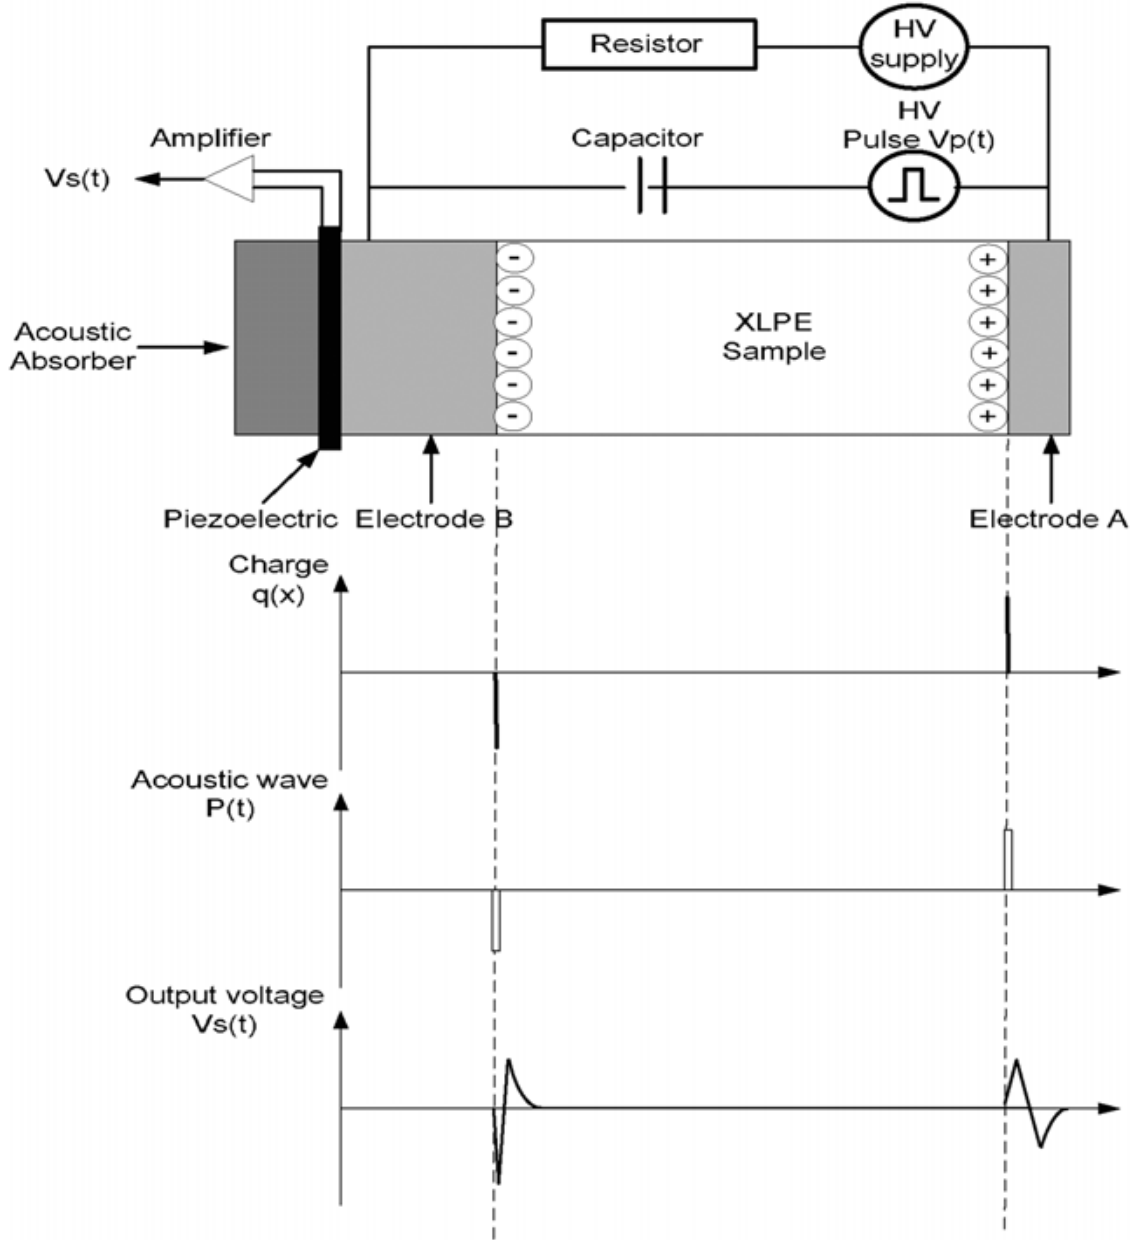 Resistor
HV
supply
HV
Pulse Vp(t)
Capacitor
Amplifier
Vs(t)
- +
- +
- +
- +
- +
- +
XLPE
Sample
Acoustic
Absorber
Piezoelectric
Electrode B
Electrode A
Charge
q(x)
Acoustic wave
P(t)
Output voltage
Vs(t)